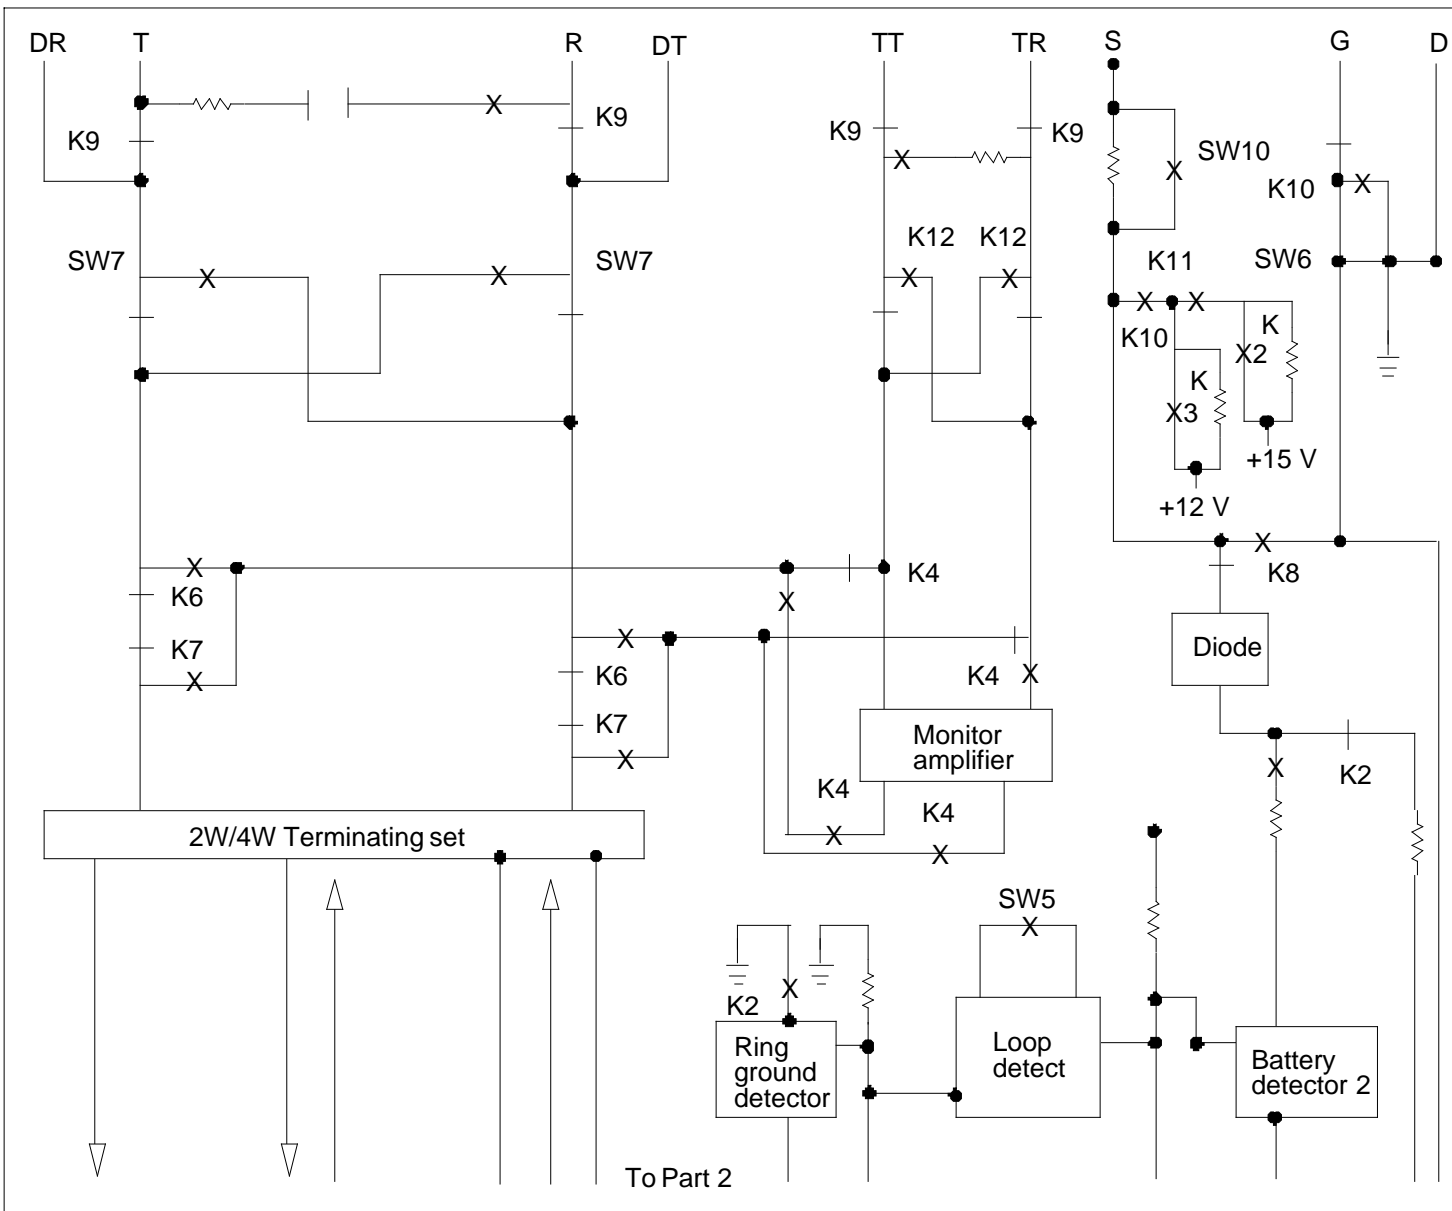 DR T R DT TT TR S G D
K9 K9 K9 K9
SW10
K10
SW7 SW7 K12 K12 K11 SW6
K10 K
X2
K
X3
+15 V
+12 V
K6 K4 K8
K7 K6 K4 Diode
K7 Monitor
amplifier
K2
K4 K4
2W/4W Terminating set
SW5
K2
Ring
ground
detector
Loop
detect
Battery
detector 2
To Part 2